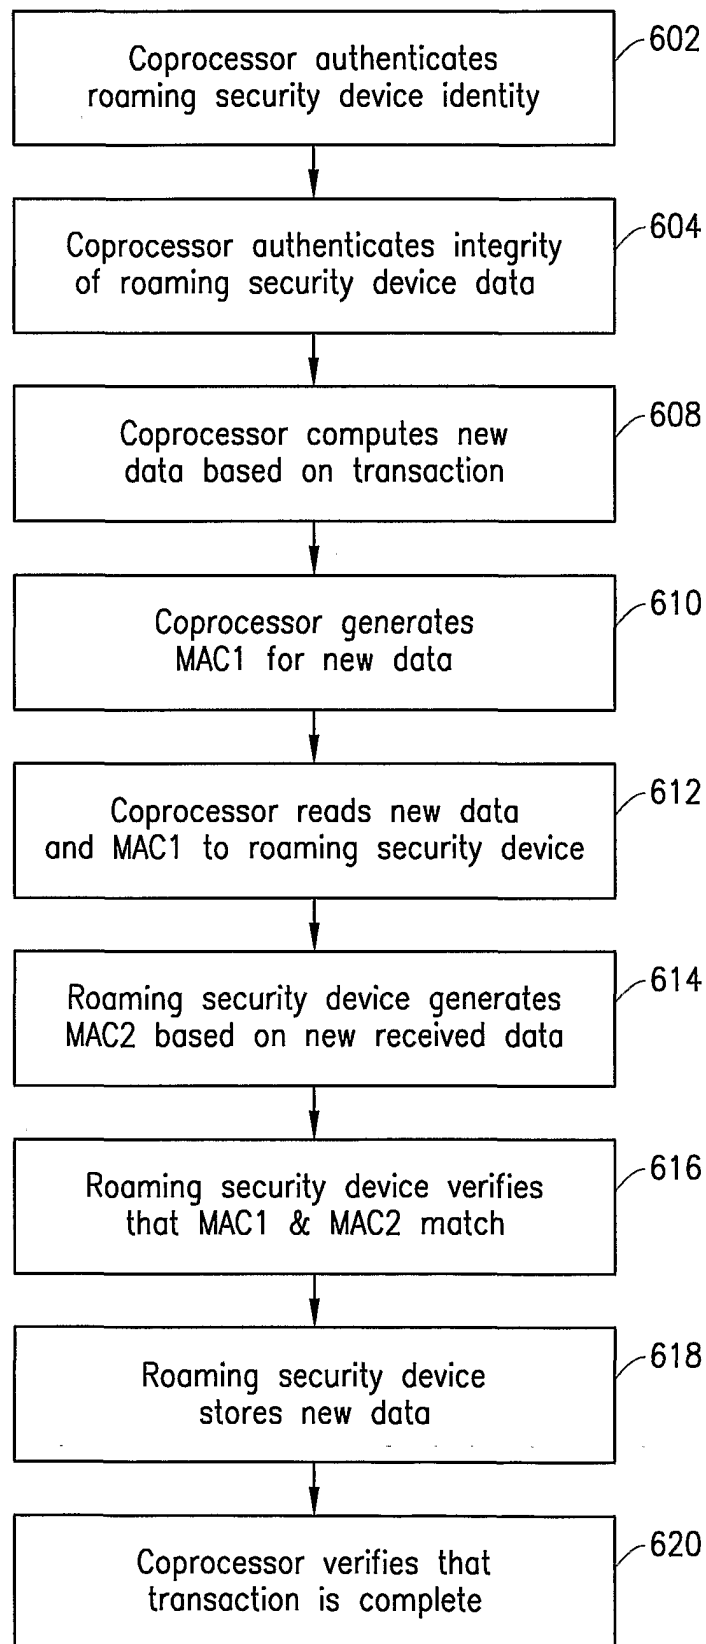 Coprocessor authenticates
roaming security device identity
602
Coprocessor authenticates integrity
of roaming security device data
604
Coprocessor computes new
data based on transaction
608
Coprocessor generates
MAC1 for new data
610
Coprocessor reads new data
and MAC1 to roaming security device
612
Roaming security device generates
MAC2 based on new received data
614
Roaming security device verifies
that MAC1 & MAC2 match
616
Roaming security device
stores new data
618
Coprocessor verifies that
transaction is complete
620